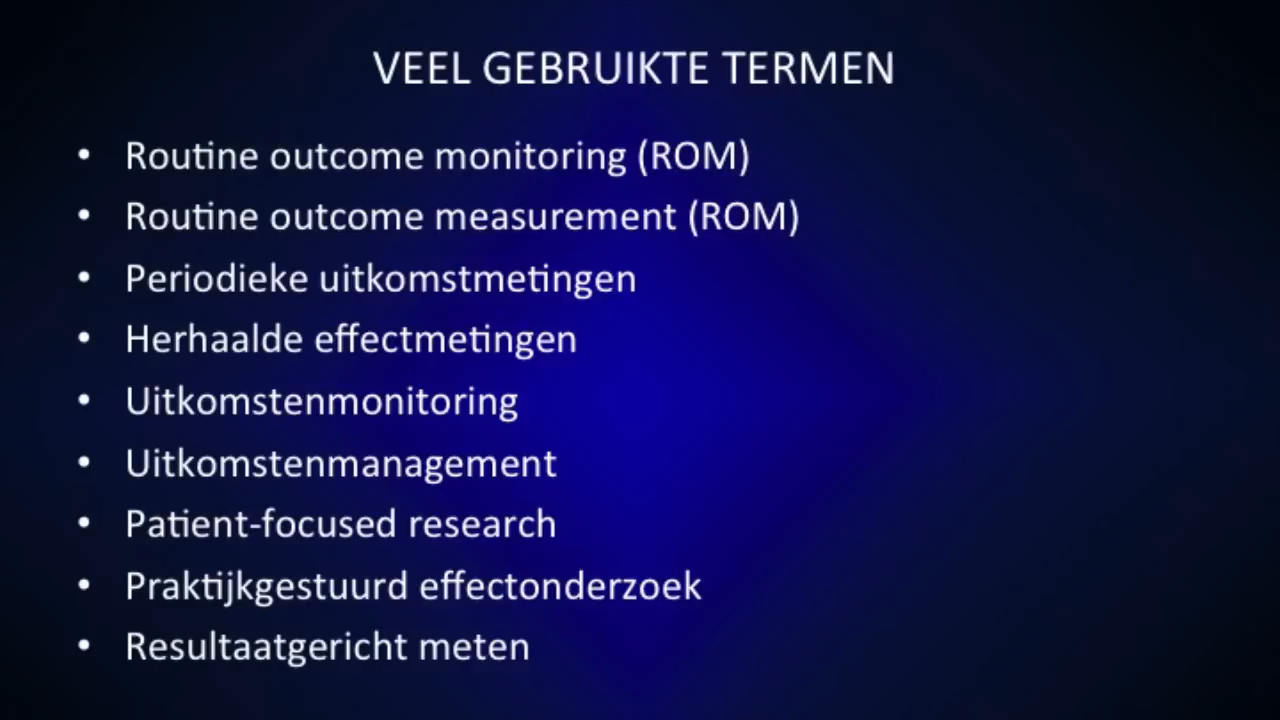 VEEL GEBRUIKTE TERMEN
• Routine outcome monitoring (ROM)
• Routine outcome measurement (ROM)
• Periodieke uitkomstmetingen
• Herhaalde effectmetingen
• Uitkomstenmonitoring
• Uitkomstenmanagement
• Patient-focused research
• Praktijkgestuurd effectonderzoek
• Resultaatgericht meten